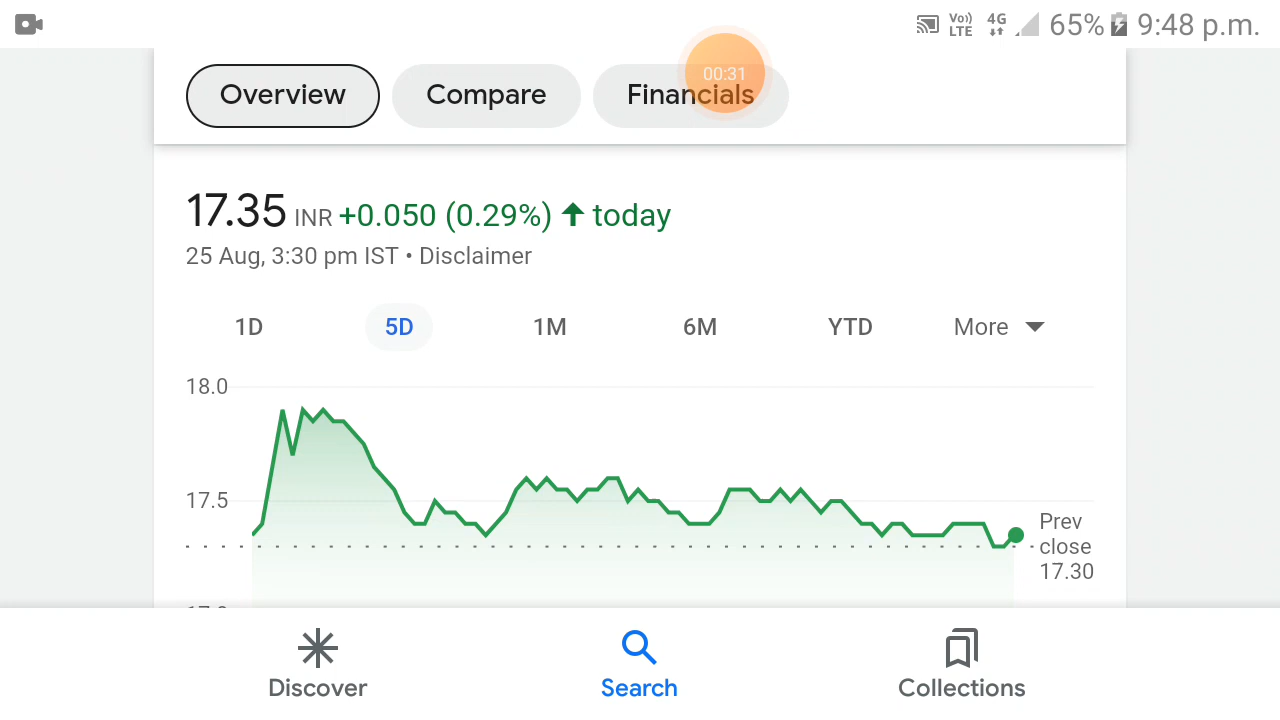 Vo)) LTE 4G 65% 9:48 p.m.
00:31
Overview Compare Financials
17.35 INR +0.050 (0.29%) today
25 Aug, 3:30 pm IST • Disclaimer
1D 5D 1M 6M YTD More
18.0
17.5
Prev
close
17.30
Discover Search Collections